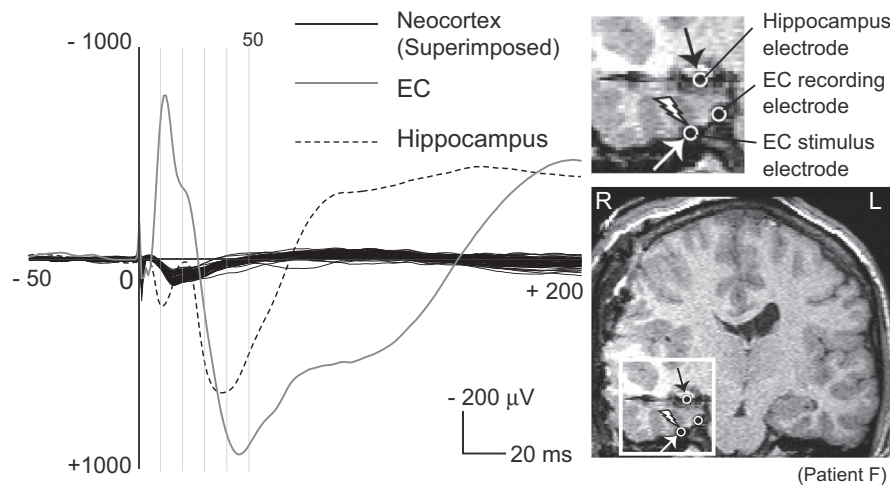 - 1000
50
Neocortex
(Superimposed)
EC
Hippocampus
- 50
0
+ 200
+1000
- 200 μV
20 ms
Hippocampus
electrode
EC recording
electrode
EC stimulus
electrode
R
L
(Patient F)